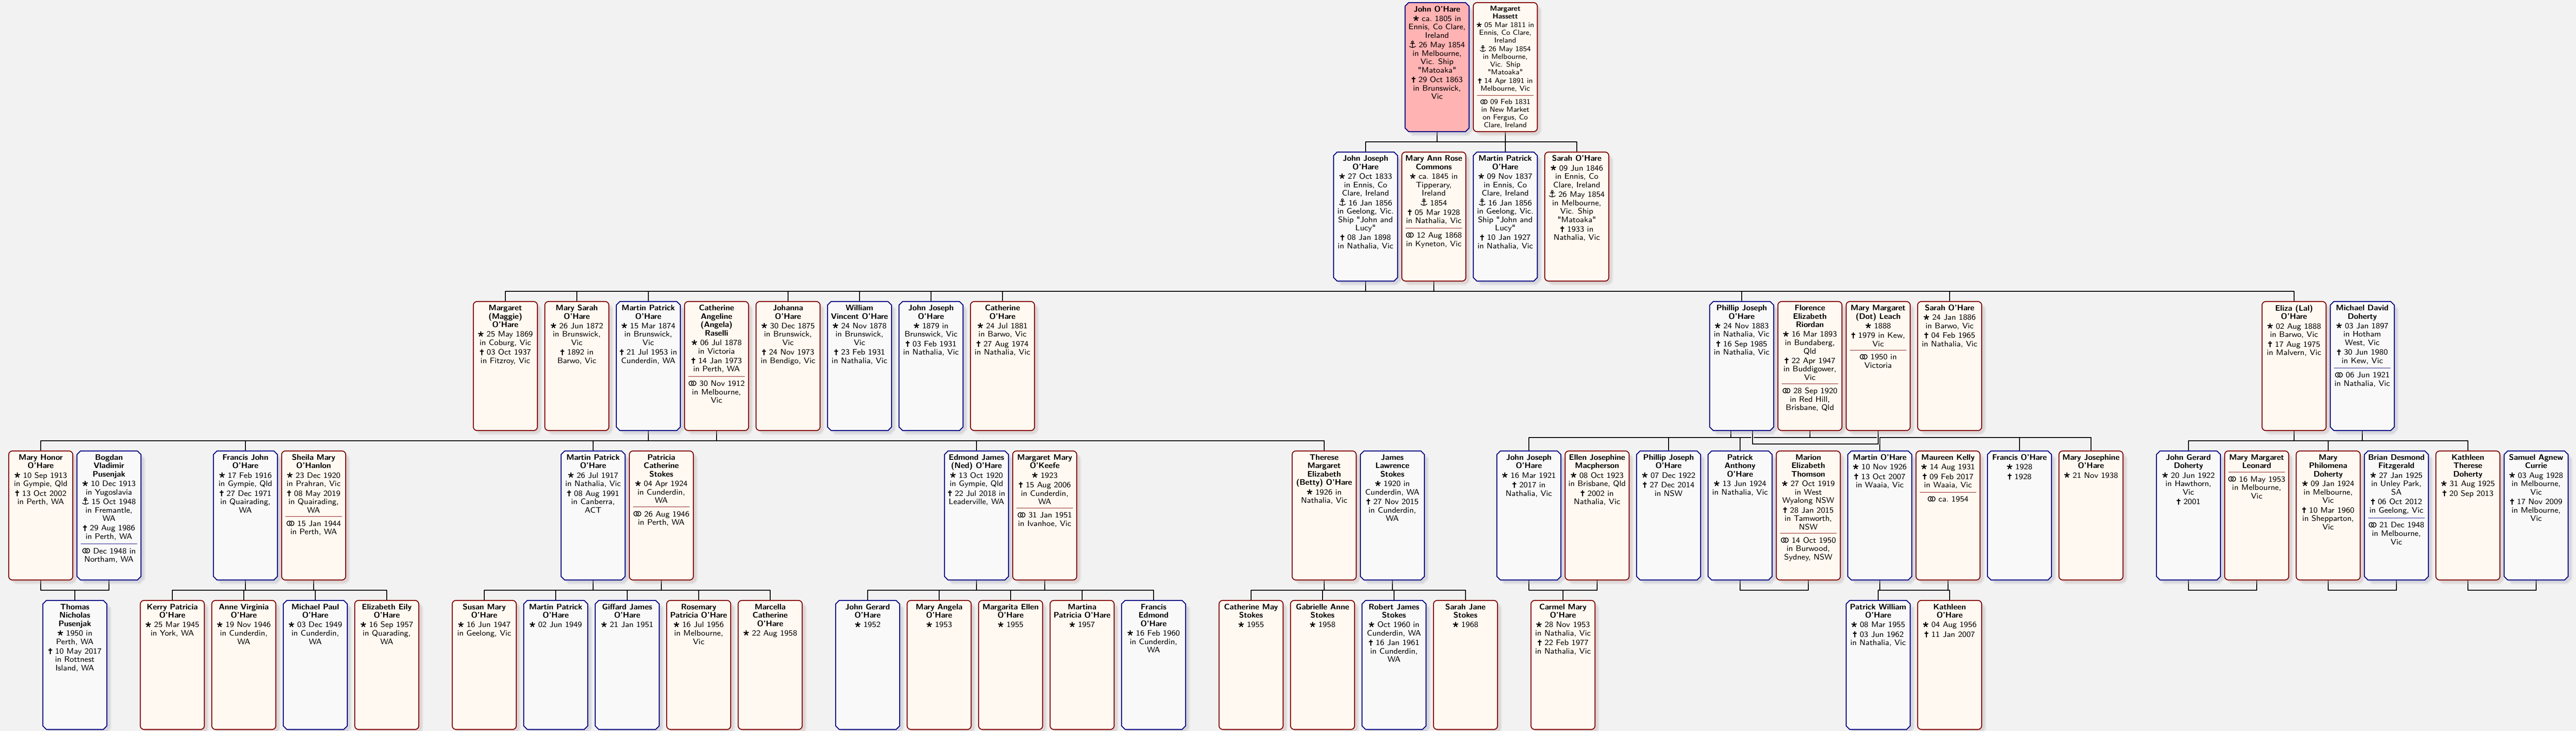 John O'Hare
★ ca. 1805 in
Ennis, Co Clare,
Ireland
⚓ 26 May 1854
in Melbourne,
Vic. Ship
"Matoaka"
✝ 29 Oct 1863
in Brunswick,
Vic
Margaret
Hassett
★ 05 Mar 1811 in
Ennis, Co Clare,
Ireland
⚓ 26 May 1854
in Melbourne,
Vic. Ship
"Matoaka"
✝ 14 Apr 1891 in
Melbourne, Vic
⚭ 09 Feb 1831
in New Market
on Fergus, Co
Clare, Ireland
John Joseph
O'Hare
★ 27 Oct 1833
in Ennis, Co
Clare, Ireland
⚓ 16 Jan 1856
in Geelong, Vic.
Ship "John and
Lucy"
✝ 08 Jan 1898
in Nathalia, Vic
Mary Ann Rose
Commons
★ ca. 1845 in
Tipperary,
Ireland
⚓ 1854
✝ 05 Mar 1928
in Nathalia, Vic
⚭ 12 Aug 1868
in Kyneton, Vic
Martin Patrick
O'Hare
★ 09 Nov 1837
in Ennis, Co
Clare, Ireland
⚓ 16 Jan 1856
in Geelong, Vic.
Ship "John and
Lucy"
✝ 10 Jan 1927
in Nathalia, Vic
Sarah O'Hare
★ 09 Jun 1846
in Ennis, Co
Clare, Ireland
⚓ 26 May 1854
in Melbourne,
Vic. Ship
"Matoaka"
✝ 1933 in
Nathalia, Vic
Margaret
(Maggie)
O'Hare
★ 25 May 1869
in Coburg, Vic
✝ 03 Oct 1937
in Fitzroy, Vic
Mary Sarah
O'Hare
★ 26 Jun 1872
in Brunswick,
Vic
✝ 1892 in
Barwo, Vic
Martin Patrick
O'Hare
★ 15 Mar 1874
in Brunswick,
Vic
✝ 21 Jul 1953 in
Cunderdin, WA
Catherine
Angeline
(Angela)
Raselli
★ 06 Jul 1878
in Victoria
✝ 14 Jan 1973
in Perth, WA
⚭ 30 Nov 1912
in Melbourne,
Vic
Johanna
O'Hare
★ 30 Dec 1875
in Brunswick,
Vic
✝ 24 Nov 1973
in Bendigo, Vic
William
Vincent O'Hare
★ 24 Nov 1878
in Brunswick,
Vic
✝ 23 Feb 1931
in Nathalia, Vic
John Joseph
O'Hare
★ 1879 in
Brunswick, Vic
✝ 03 Feb 1931
in Nathalia, Vic
Catherine
O'Hare
★ 24 Jul 1881
in Barwo, Vic
✝ 27 Aug 1974
in Nathalia, Vic
Phillip Joseph
O'Hare
★ 24 Nov 1883
in Nathalia, Vic
✝ 16 Sep 1985
in Nathalia, Vic
Florence
Elizabeth
Riordan
★ 16 Mar 1893
in Bundaberg,
Qld
✝ 22 Apr 1947
in Buddigower,
Vic
⚭ 28 Sep 1920
in Red Hill,
Brisbane, Qld
Mary Margaret
(Dot) Leach
★ 1888
✝ 1979 in Kew,
Vic
⚭ 1950 in
Victoria
Sarah O'Hare
★ 24 Jan 1886
in Barwo, Vic
✝ 04 Feb 1965
in Nathalia, Vic
Eliza (Lal)
O'Hare
★ 02 Aug 1888
in Barwo, Vic
✝ 17 Aug 1975
in Malvern, Vic
Michael David
Doherty
★ 03 Jan 1897
in Hotham
West, Vic
✝ 30 Jun 1980
in Kew, Vic
⚭ 06 Jun 1921
in Nathalia, Vic
Mary Honor
O'Hare
★ 10 Sep 1913
in Gympie, Qld
✝ 13 Oct 2002
in Perth, WA
Bogdan
Vladimir
Pusenjak
★ 10 Dec 1913
in Yugoslavia
⚓ 15 Oct 1948
in Fremantle,
WA
✝ 29 Aug 1986
in Perth, WA
⚭ Dec 1948 in
Northam, WA
Francis John
O'Hare
★ 17 Feb 1916
in Gympie, Qld
✝ 27 Dec 1971
in Quairading,
WA
Sheila Mary
O'Hanlon
★ 23 Dec 1920
in Prahran, Vic
✝ 08 May 2019
in Quairading,
WA
⚭ 15 Jan 1944
in Perth, WA
Martin Patrick
O'Hare
★ 26 Jul 1917
in Nathalia, Vic
✝ 08 Aug 1991
in Canberra,
ACT
Patricia
Catherine
Stokes
★ 04 Apr 1924
in Cunderdin,
WA
⚭ 26 Aug 1946
in Perth, WA
Edmond James
(Ned) O'Hare
★ 13 Oct 1920
in Gympie, Qld
✝ 22 Jul 2018 in
Leaderville, WA
Margaret Mary
O'Keefe
★ 1923
✝ 15 Aug 2006
in Cunderdin,
WA
⚭ 31 Jan 1951
in Ivanhoe, Vic
Therese
Margaret
Elizabeth
(Betty) O'Hare
★ 1926 in
Nathalia, Vic
James
Lawrence
Stokes
★ 1920 in
Cunderdin, WA
✝ 27 Nov 2015
in Cunderdin,
WA
John Joseph
O'Hare
★ 16 Mar 1921
✝ 2017 in
Nathalia, Vic
Ellen Josephine
Macpherson
★ 08 Oct 1923
in Brisbane, Qld
✝ 2002 in
Nathalia, Vic
Phillip Joseph
O'Hare
★ 07 Dec 1922
✝ 27 Dec 2014
in NSW
Patrick
Anthony
O'Hare
★ 13 Jun 1924
in Nathalia, Vic
Marion
Elizabeth
Thomson
★ 27 Oct 1919
in West
Wyalong NSW
✝ 28 Jan 2015
in Tamworth,
NSW
⚭ 14 Oct 1950
in Burwood,
Sydney, NSW
Martin O'Hare
★ 10 Nov 1926
✝ 13 Oct 2007
in Waaia, Vic
Maureen Kelly
★ 14 Aug 1931
✝ 09 Feb 2017
in Waaia, Vic
⚭ ca. 1954
Francis O'Hare
★ 1928
✝ 1928
Mary Josephine
O'Hare
★ 21 Nov 1938
John Gerard
Doherty
★ 20 Jun 1922
in Hawthorn,
Vic
✝ 2001
Mary Margaret
Leonard
⚭ 16 May 1953
in Melbourne,
Vic
Mary
Philomena
Doherty
★ 09 Jan 1924
in Melbourne,
Vic
✝ 10 Mar 1960
in Shepparton,
Vic
Brian Desmond
Fitzgerald
★ 27 Jan 1925
in Unley Park,
SA
✝ 06 Oct 2012
in Geelong, Vic
⚭ 21 Dec 1948
in Melbourne,
Vic
Kathleen
Therese
Doherty
★ 31 Aug 1925
✝ 20 Sep 2013
Samuel Agnew
Currie
★ 03 Aug 1928
in Melbourne,
Vic
✝ 17 Nov 2009
in Melbourne,
Vic
Thomas
Nicholas
Pusenjak
★ 1950 in
Perth, WA
✝ 10 May 2017
in Rottnest
Island, WA
Kerry Patricia
O'Hare
★ 25 Mar 1945
in York, WA
Anne Virginia
O'Hare
★ 19 Nov 1946
in Cunderdin,
WA
Michael Paul
O'Hare
★ 03 Dec 1949
in Cunderdin,
WA
Elizabeth Eily
O'Hare
★ 16 Sep 1957
in Quarading,
WA
Susan Mary
O'Hare
★ 16 Jun 1947
in Geelong, Vic
Martin Patrick
O'Hare
★ 02 Jun 1949
Giffard James
O'Hare
★ 21 Jan 1951
Rosemary
Patricia O'Hare
★ 16 Jul 1956
in Melbourne,
Vic
Marcella
Catherine
O'Hare
★ 22 Aug 1958
John Gerard
O'Hare
★ 1952
Mary Angela
O'Hare
★ 1953
Margarita Ellen
O'Hare
★ 1955
Martina
Patricia O'Hare
★ 1957
Francis
Edmond
O'Hare
★ 16 Feb 1960
in Cunderdin,
WA
Catherine May
Stokes
★ 1955
Gabrielle Anne
Stokes
★ 1958
Robert James
Stokes
★ Oct 1960 in
Cunderdin, WA
✝ 16 Jan 1961
in Cunderdin,
WA
Sarah Jane
Stokes
★ 1968
Carmel Mary
O'Hare
★ 28 Nov 1953
in Nathalia, Vic
✝ 22 Feb 1977
in Nathalia, Vic
Patrick William
O'Hare
★ 08 Mar 1955
✝ 03 Jun 1962
in Nathalia, Vic
Kathleen
O'Hare
★ 04 Aug 1956
✝ 11 Jan 2007